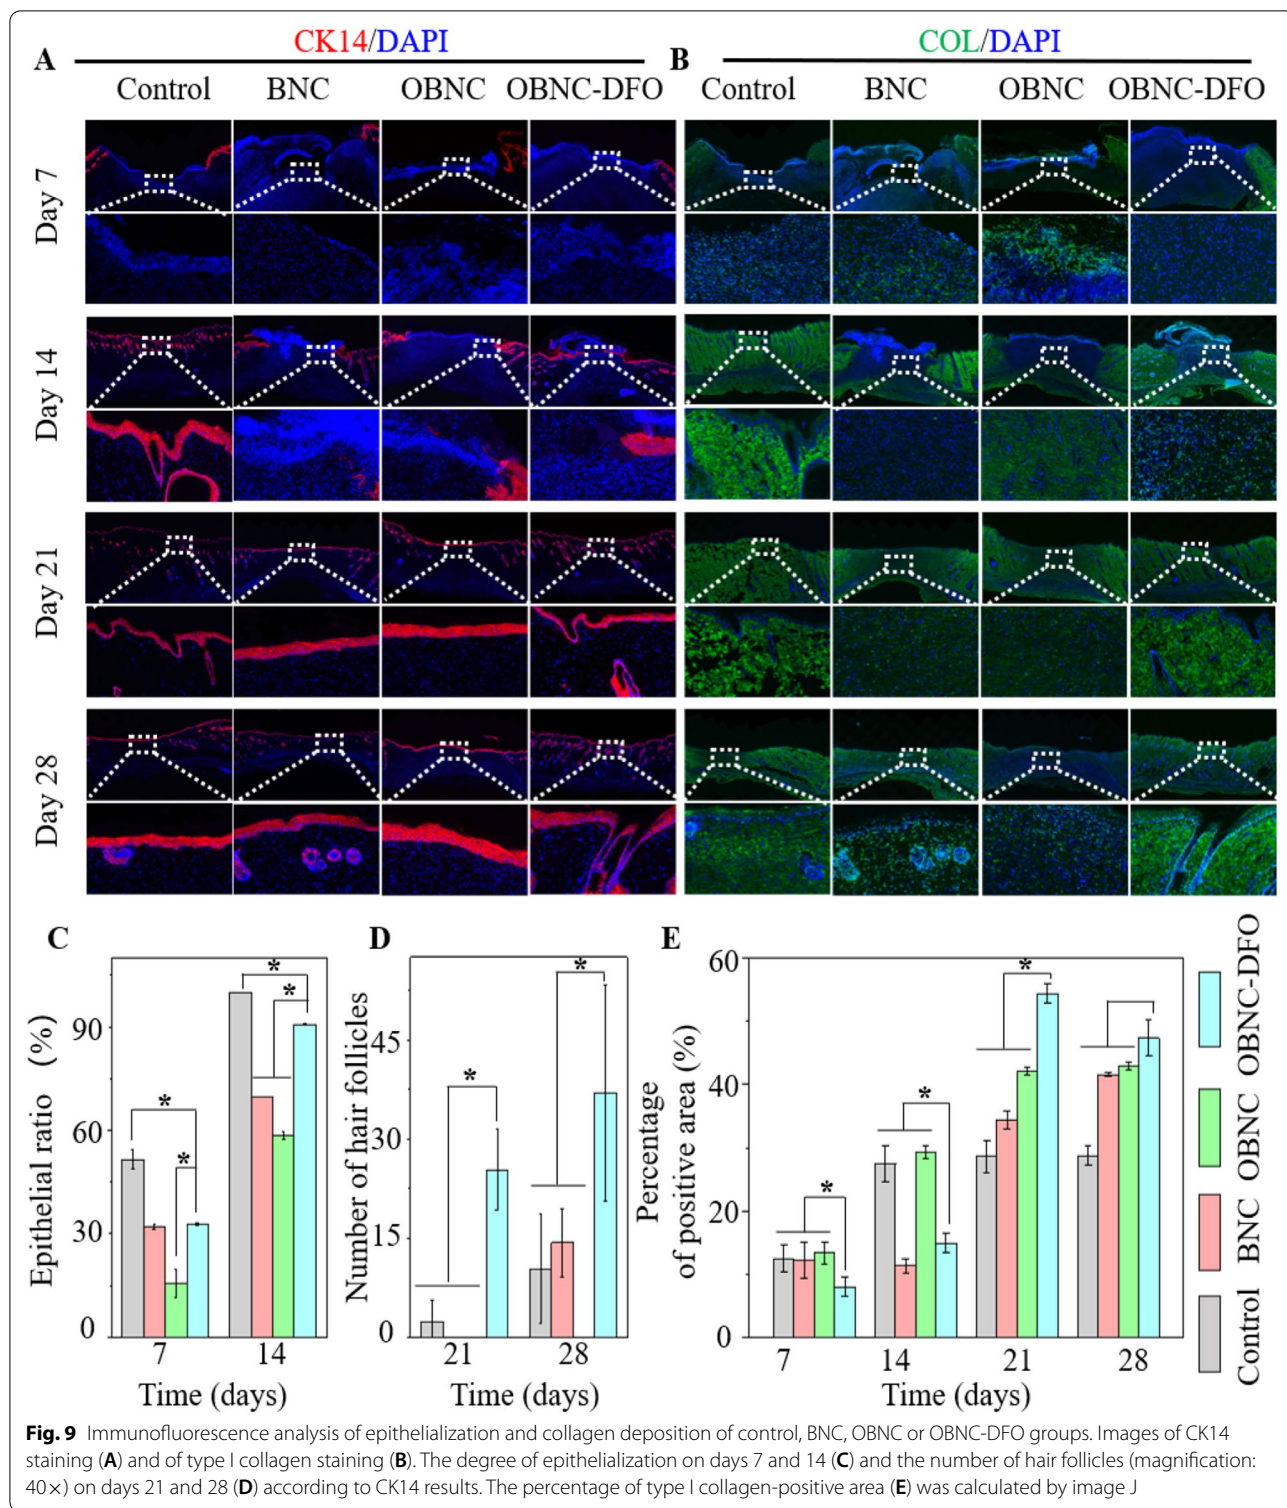 A CK14/DAPI B COL/DAPI
Control BNC OBNC OBNC-DFO Control BNC OBNC OBNC-DFO
Day 7
Day 14
Day 21
Day 28
C
*
*
*
*
Epithelial ratio (%)
90
60
30
0
7 14
Time (days)
D
*
*
Number of hair follicles
45
30
15
0
21 28
Time (days)
E
*
*
*
Percentage
of positive area (%)
60
40
20
0
7 14 21 28
Time (days)
OBNC-DFO
OBNC
BNC
Control
Fig. 9 Immunofluorescence analysis of epithelialization and collagen deposition of control, BNC, OBNC or OBNC-DFO groups. Images of CK14
staining (A) and of type I collagen staining (B). The degree of epithelialization on days 7 and 14 (C) and the number of hair follicles (magnification:
40×) on days 21 and 28 (D) according to CK14 results. The percentage of type I collagen-positive area (E) was calculated by image J